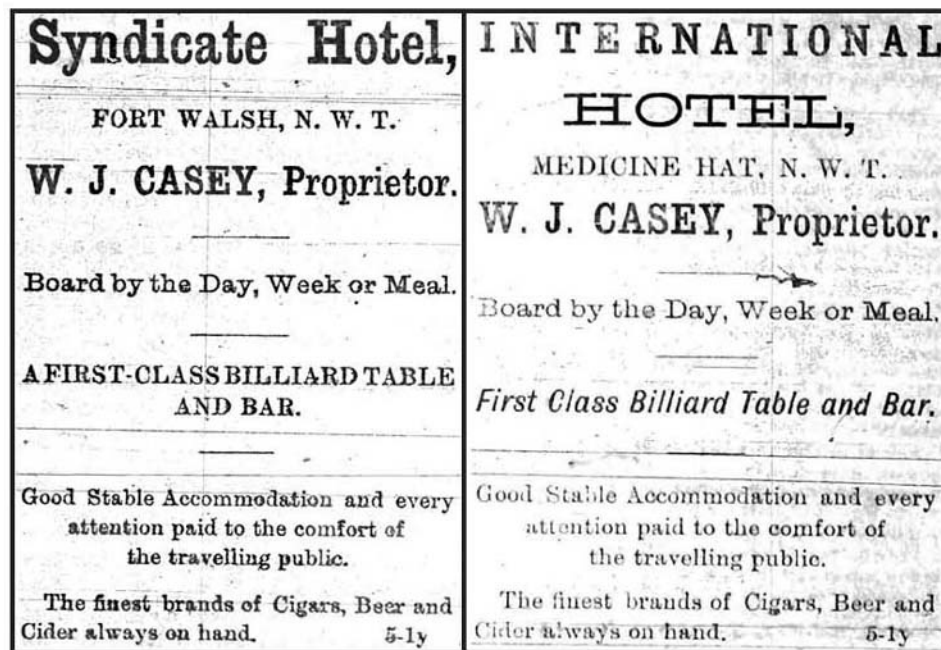 Syndicate Hotel,
FORT WALSH, N. W. T.
W. J. CASEY, Proprietor.
Board by the Day, Week or Meal.
A FIRST-CLASS BILLIARD TABLE
AND BAR.
Good Stable Accommodation and every
attention paid to the comfort of
the travelling public.
The finest brands of Cigars, Beer and
Cider always on hand. 5-1y
INTERNATIONAL
HOTEL,
MEDICINE HAT, N. W. T.
W. J. CASEY, Proprietor.
Board by the Day, Week or Meal.
First Class Billiard Table and Bar.
Good Stable Accommodation and every
attention paid to the comfort of
the travelling public.
The finest brands of Cigars, Beer and
Cider always on hand. 5-1y